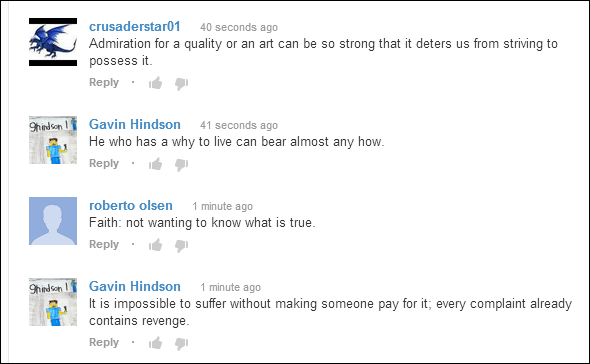 crusaderstar01 40 seconds ago
Admiration for a quality or an art can be so strong that it deters us from striving to
possess it.
Reply ·
ghindson1
Gavin Hindson 41 seconds ago
He who has a why to live can bear almost any how.
Reply ·
roberto olsen 1 minute ago
Faith: not wanting to know what is true.
Reply ·
ghindson1
Gavin Hindson 1 minute ago
It is impossible to suffer without making someone pay for it; every complaint already
contains revenge.
Reply ·